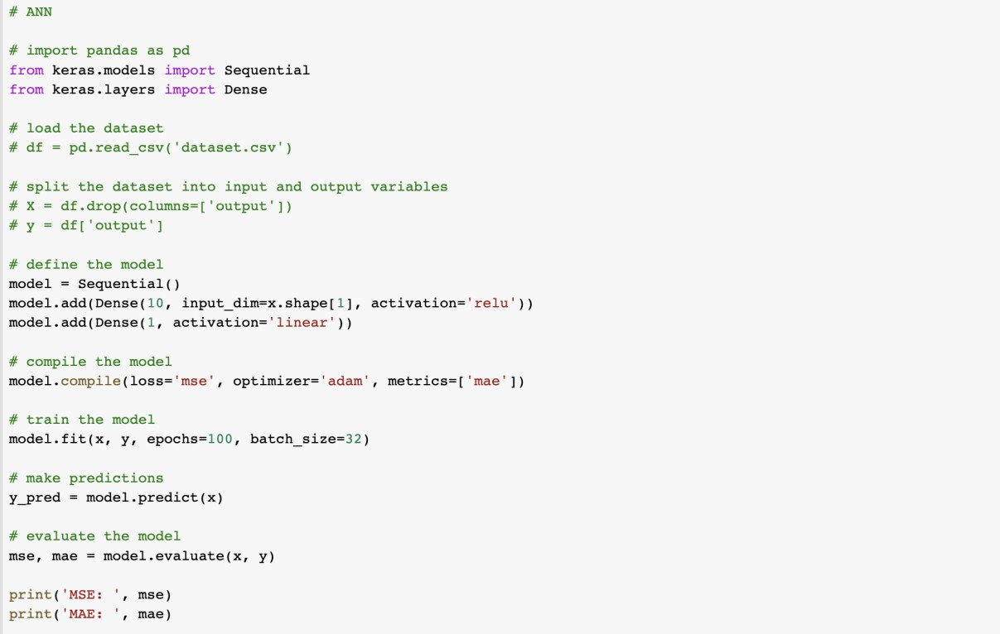 # ANN
# import pandas as pd
from keras.models import Sequential
from keras.layers import Dense
# load the dataset
# df = pd.read_csv('dataset.csv')
# split the dataset into input and output variables
# X = df.drop(columns=['output'])
# y = df['output']
# define the model
model = Sequential()
model.add(Dense(10, input_dim=x.shape[1], activation='relu'))
model.add(Dense(1, activation='linear'))
# compile the model
model.compile(loss='mse', optimizer='adam', metrics=['mae'])
# train the model
model.fit(x, y, epochs=100, batch_size=32)
# make predictions
y_pred = model.predict(x)
# evaluate the model
mse, mae = model.evaluate(x, y)
print('MSE: ', mse)
print('MAE: ', mae)